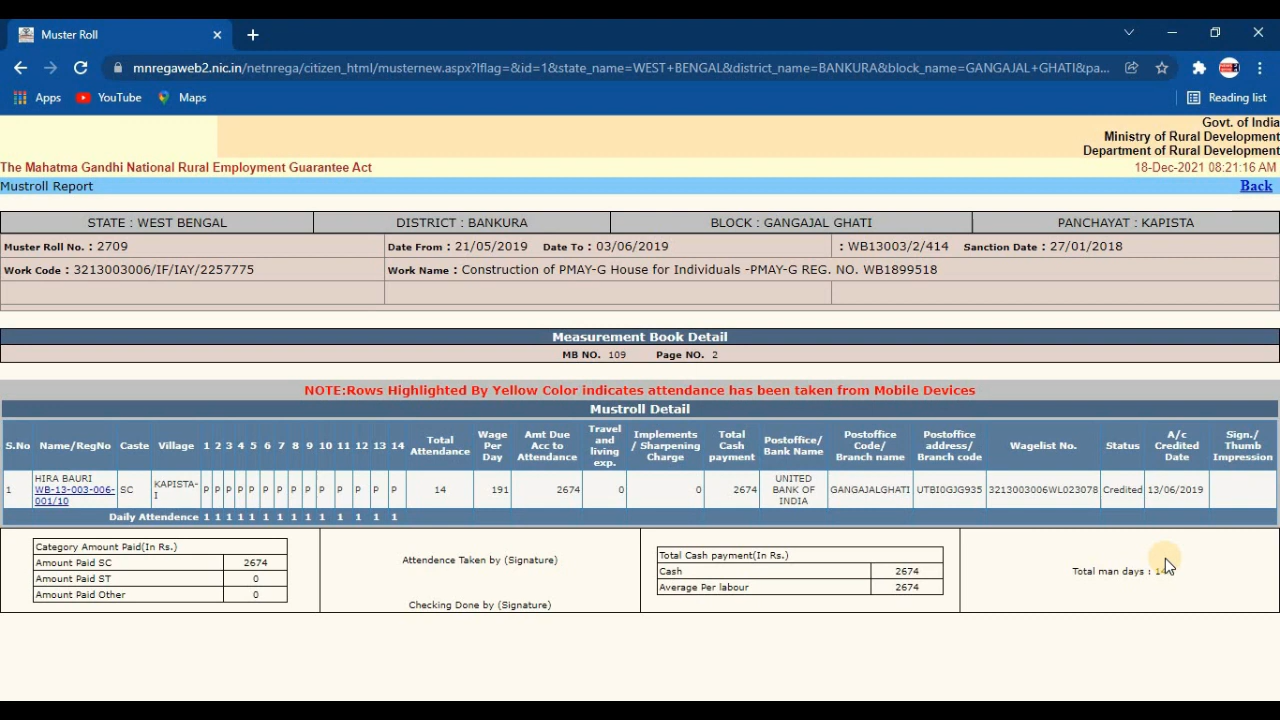 Muster Roll
mnregaweb2.nic.in/netnrega/citizen_html/musternew.aspx?lflag=&id=1&state_name=WEST+BENGAL&district_name=BANKURA&block_name=GANGAJAL+GHATI&pa...
Apps YouTube Maps Reading list
Govt. of India
Ministry of Rural Development
Department of Rural Development
The Mahatma Gandhi National Rural Employment Guarantee Act 18-Dec-2021 08:21:16 AM
Mustroll Report Back
STATE : WEST BENGAL DISTRICT : BANKURA BLOCK : GANGAJAL GHATI PANCHAYAT : KAPISTA
Muster Roll No. : 2709 Date From : 21/05/2019 Date To : 03/06/2019 : WB13003/2/414 Sanction Date : 27/01/2018
Work Code : 3213003006/IF/IAY/2257775 Work Name : Construction of PMAY-G House for Individuals -PMAY-G REG. NO. WB1899518
Measurement Book Detail
MB NO. 109 Page NO. 2
NOTE:Rows Highlighted By Yellow Color indicates attendance has been taken from Mobile Devices
Mustroll Detail
S.No Name/RegNo Caste Village 1 2 3 4 5 6 7 8 9 10 11 12 13 14 Total Attendance Wage Per Day Amt Due Acc to Attendance Travel and living exp. Implements / Sharpening Charge Total Cash payment Postoffice/ Bank Name Postoffice Code/ Branch name Postoffice address/ Branch code Wagelist No. Status A/c Credited Date Sign./ Thumb Impression
1 HIRA BAURI WB-13-003-006-001/10 SC KAPISTA-I P P P P P P P P P P P P P P 14 191 2674 0 0 2674 UNITED BANK OF INDIA GANGAJALGHATI UTBI0GJG935 3213003006WL023078 Credited 13/06/2019
Daily Attendence 1 1 1 1 1 1 1 1 1 1 1 1 1 1
Category Amount Paid(In Rs.)
Amount Paid SC 2674
Amount Paid ST 0
Amount Paid Other 0
Attendence Taken by (Signature)
Checking Done by (Signature)
Total Cash payment(In Rs.)
Cash 2674
Average Per labour 2674
Total man days :